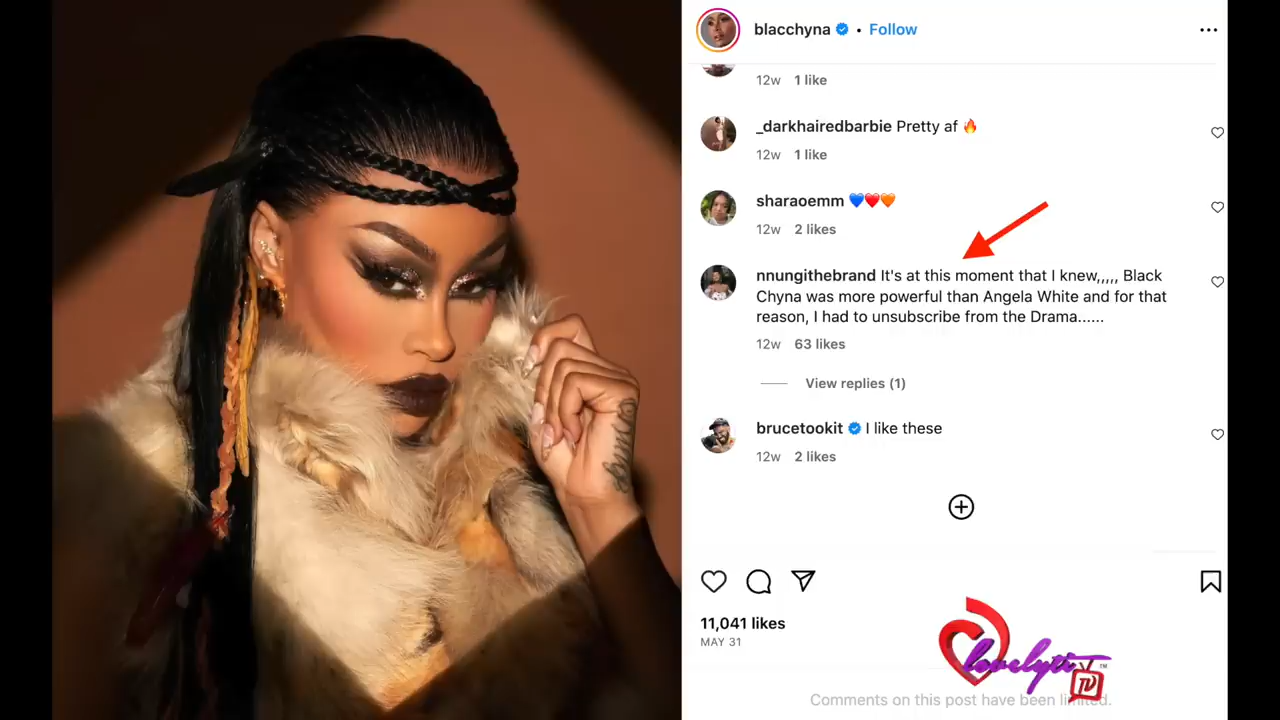 blacchyna • Follow
12w 1 like
_darkhairedbarbie Pretty af 🔥
12w 1 like
sharaoemm 💙❤️🧡
12w 2 likes
nnungithebrand It's at this moment that I knew,,,,, Black
Chyna was more powerful than Angela White and for that
reason, I had to unsubscribe from the Drama......
12w 63 likes
View replies (1)
brucetookit I like these
12w 2 likes
11,041 likes
MAY 31
lovelyti
TV
TM
Comments on this post have been limited.